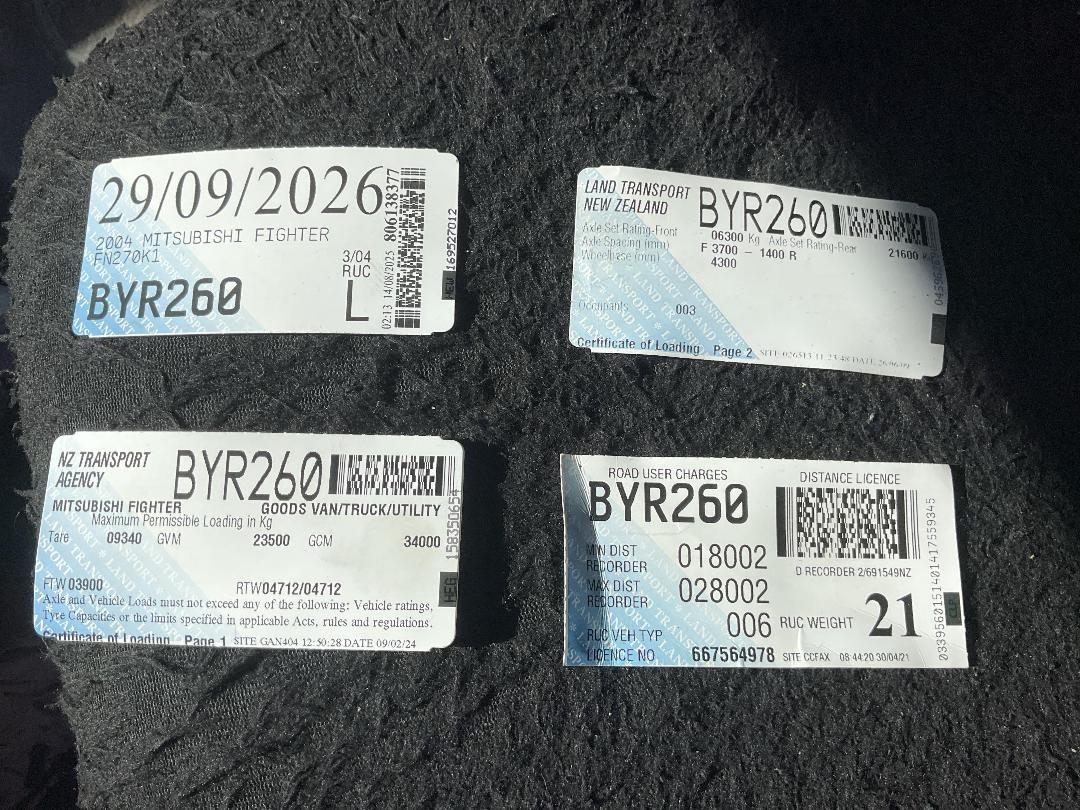 29/09/2026
2004 MITSUBISHI FIGHTER
FN270K1
3/04
RUC
BYR260
L
02:13 14/08/2025 806138377
169527012
LAND TRANSPORT
NEW ZEALAND
BYR260
Axle Set Rating-Front 06300 Kg Axle Set Rating-Rear 21600
Axle Spacing (mm) F 3700 - 1400 R
Wheelbase (mm) 4300
Occupants 003
Certificate of Loading Page 2
NZ TRANSPORT
AGENCY
BYR260
MITSUBISHI FIGHTER GOODS VAN/TRUCK/UTILITY
Maximum Permissible Loading in Kg
Tare 09340 GVM 23500 GCM 34000
FTW 03900 RTW04712/04712
Axle and Vehicle Loads must not exceed any of the following: Vehicle ratings,
Tyre Capacities or the limits specified in applicable Acts, rules and regulations.
Certificate of Loading Page 1 SITE GAN404 12:50:28 DATE 09/02/24
158350654
ROAD USER CHARGES DISTANCE LICENCE
BYR260
MIN DIST
RECORDER 018002
D RECORDER 2/691549NZ
MAX DIST
RECORDER 028002
RUC VEH TYP 006 RUC WEIGHT 21
LICENCE NO 667564978 SITE CCFAX 08:44:20 30/04/21